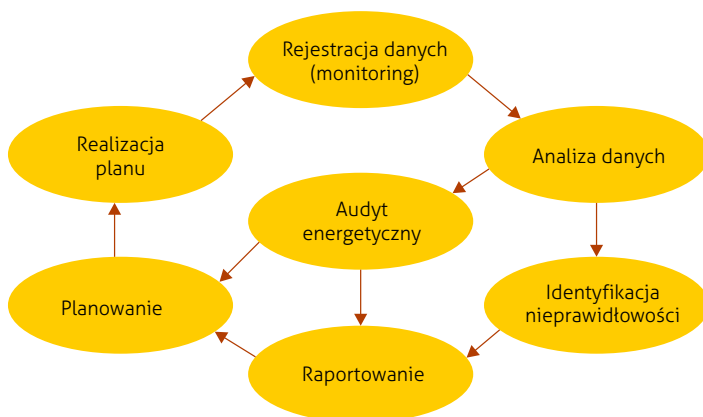 Rejestracja danych
(monitoring)
Realizacja
planu
Analiza danych
Audyt
energetyczny
Planowanie
Identyfikacja
nieprawidłowości
Raportowanie